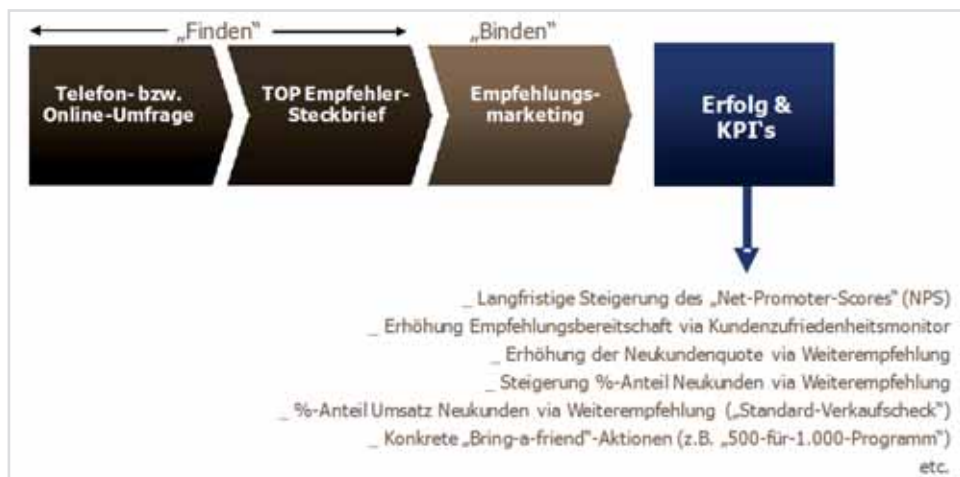 „Finden“
„Binden“
Telefon- bzw.
Online-Umfrage
TOP Empfehler-
Steckbrief
Empfehlungs-
marketing
Erfolg &
KPI‘s
_ Langfristige Steigerung des „Net-Promoter-Scores“ (NPS)
_ Erhöhung Empfehlungsbereitschaft via Kundenzufriedenheitsmonitor
_ Erhöhung der Neukundenquote via Weiterempfehlung
_ Steigerung %-Anteil Neukunden via Weiterempfehlung
_ %-Anteil Umsatz Neukunden via Weiterempfehlung („Standard-Verkaufscheck“)
_ Konkrete „Bring-a-friend“-Aktionen (z.B. „500-für-1.000-Programm“)
etc.